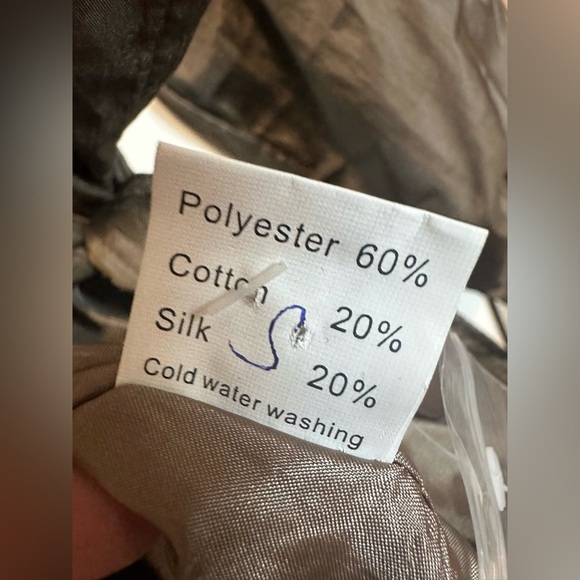 Polyester 60%
Cotton 20%
Silk S 20%
Cold water washing